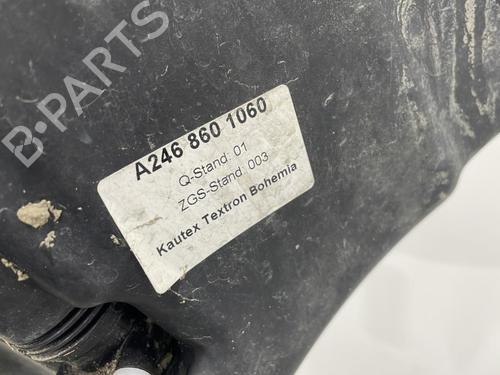 B-PARTS
A246 860 1060
Q-Stand: 01
ZGS-Stand: 003
Kautex Textron Bohemia